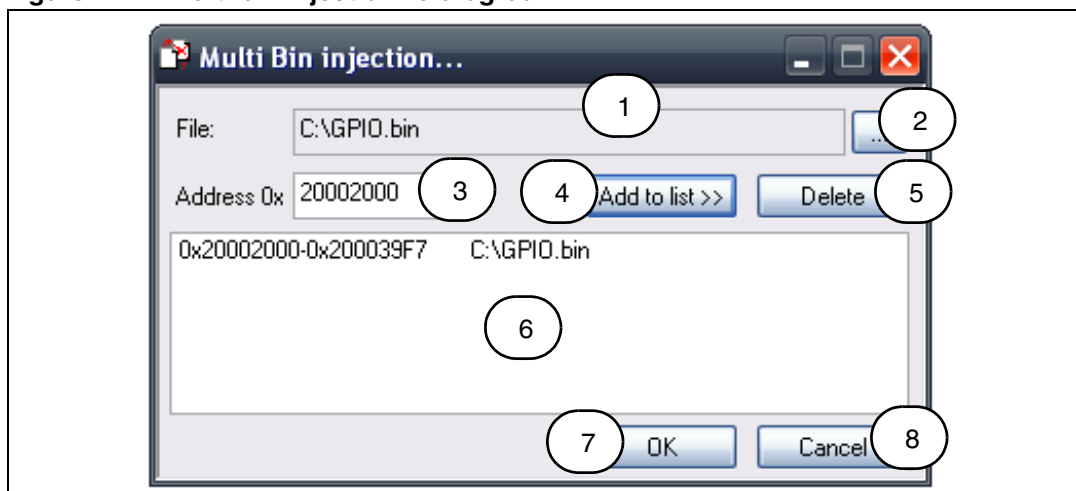 Multi Bin injection...
1
File: C:\GPIO.bin ... 2
Address 0x 20002000 3 4 Add to list >> Delete 5
0x20002000-0x200039F7 C:\GPIO.bin
6
7 OK Cancel 8